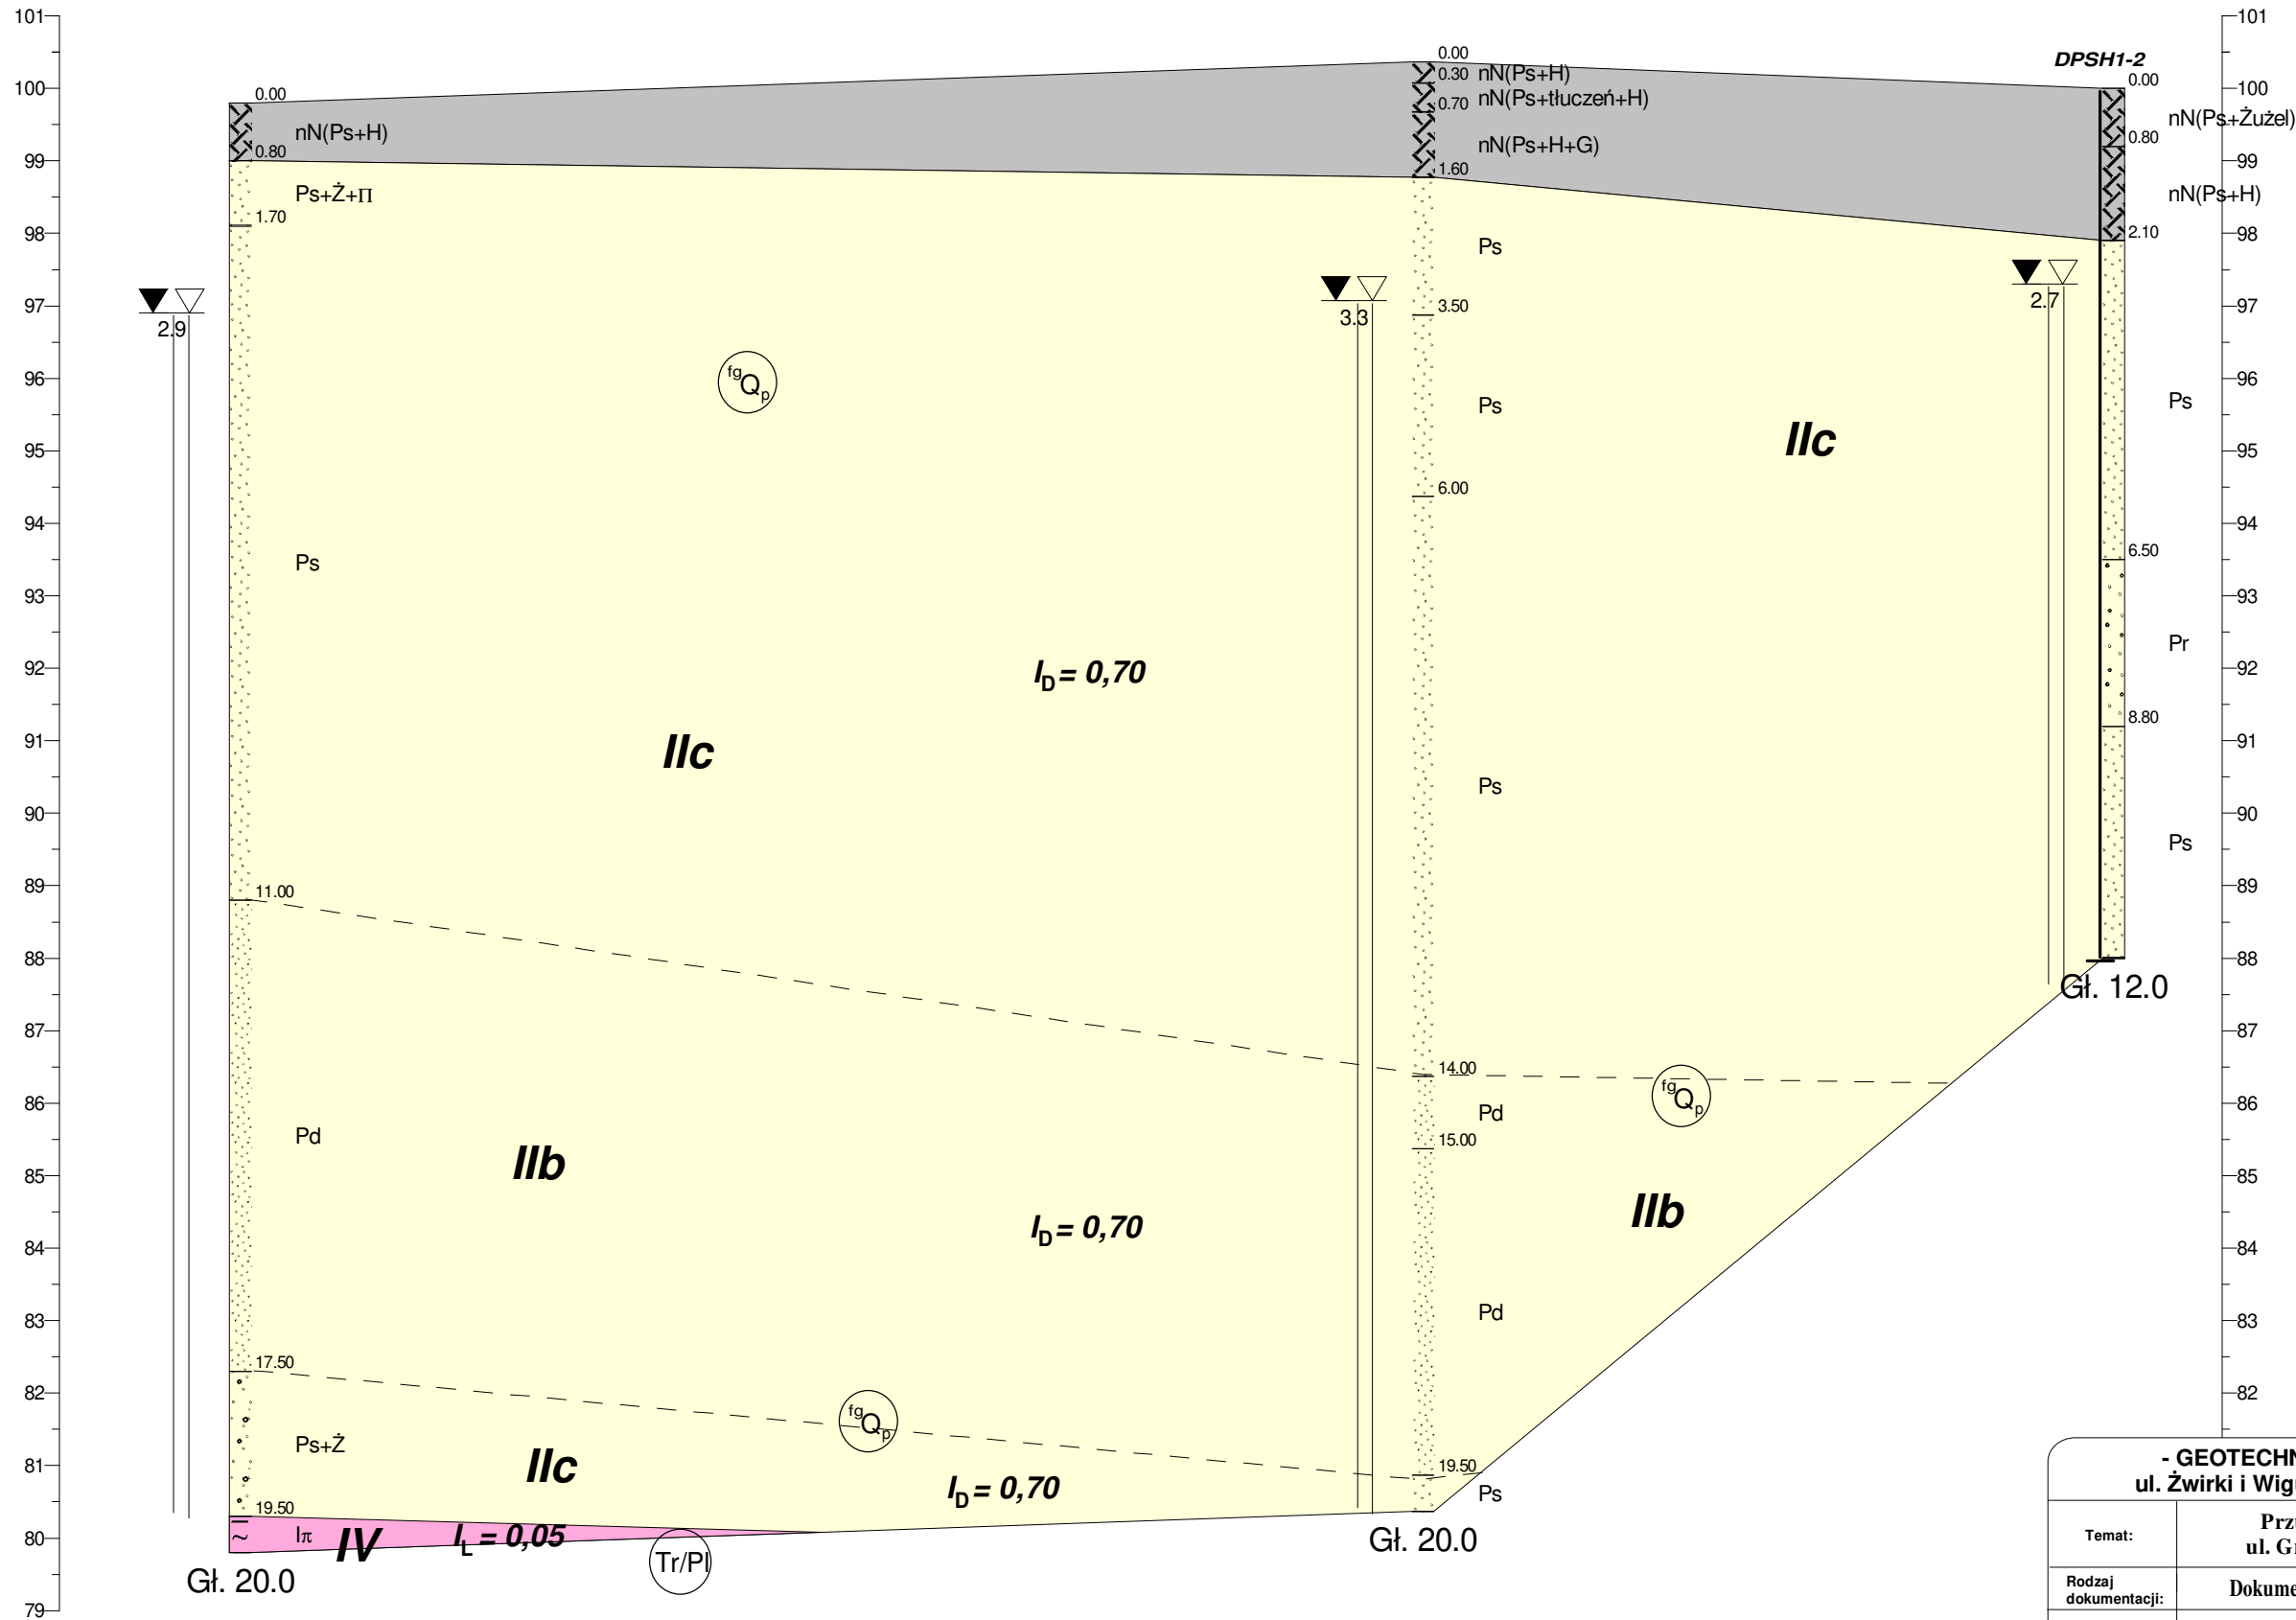 101
100
99
98
97
96
95
94
93
92
91
90
89
88
87
86
85
84
83
82
81
80
79
0.00
nN(Ps+H)
0.80
Ps+Ż+Π
1.70
2.9
Ps
11.00
Pd
17.50
Ps+Ż
19.50
Iπ
Gł. 20.0
fgQp
IIc
ID = 0,70
IIb
ID = 0,70
fgQp
IIc
ID = 0,70
IV
IL = 0,05
Tr/Pl
0.00
0.30 nN(Ps+H)
0.70 nN(Ps+tłuczeń+H)
nN(Ps+H+G)
1.60
Ps
3.3
3.50
Ps
6.00
Ps
14.00
Pd
15.00
Pd
19.50
Ps
Gł. 20.0
IIc
fgQp
IIb
DPSH1-2
0.00
nN(Ps+Żużel)
0.80
nN(Ps+H)
2.10
2.7
Ps
6.50
Pr
8.80
Ps
Gł. 12.0
101
100
99
98
97
96
95
94
93
92
91
90
89
88
87
86
85
84
83
82
- GEOTECHN
ul. Żwirki i Wig
Temat:
Prz
ul. G
Rodzaj
dokumentacji:
Dokume